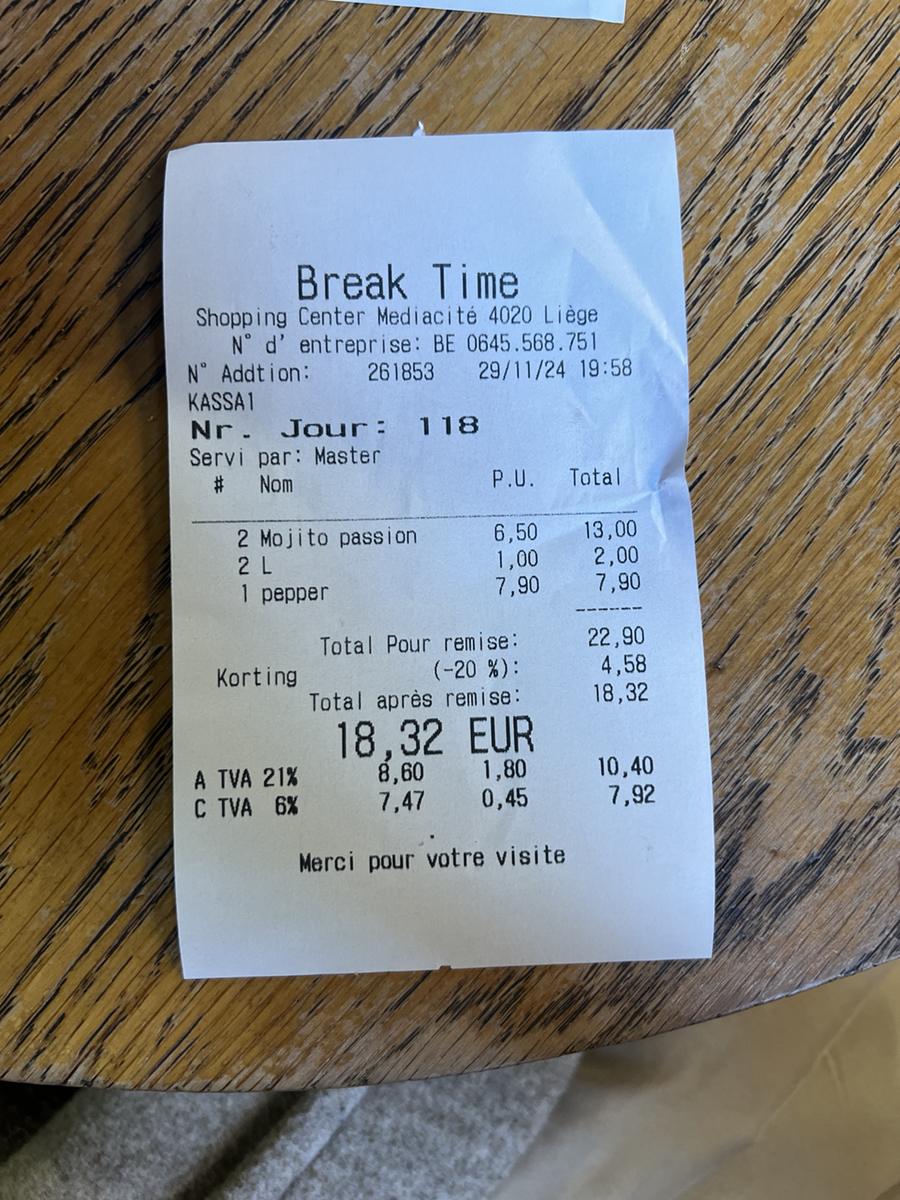 Break Time
Shopping Center Mediacité 4020 Liège
N° d' entreprise: BE 0645.568.751
N° Addtion: 261853 29/11/24 19:58
KASSA1
Nr. Jour: 118
Servi par: Master
# Nom P.U. Total
2 Mojito passion 6,50 13,00
2 L 1,00 2,00
1 pepper 7,90 7,90
------
Total Pour remise: 22,90
Korting (-20 %): 4,58
Total après remise: 18,32
18,32 EUR
A TVA 21% 8,60 1,80 10,40
C TVA 6% 7,47 0,45 7,92
.
Merci pour votre visite